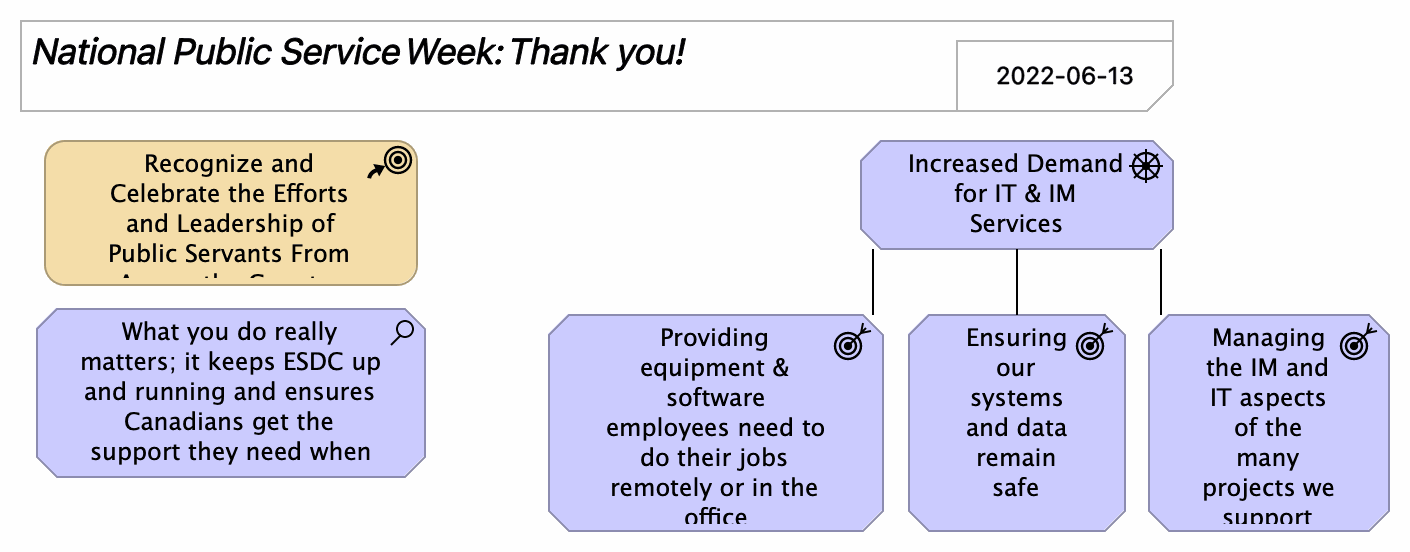 National Public Service Week: Thank you!
2022-06-13
Recognize and
Celebrate the Efforts
and Leadership of
Public Servants From
What you do really
matters; it keeps ESDC up
and running and ensures
Canadians get the
support they need when
Increased Demand
for IT & IM
Services
Providing
equipment &
software
employees need to
do their jobs
remotely or in the
office
Ensuring
our
systems
and data
remain
safe
Managing
the IM and
IT aspects
of the
many
projects we
support